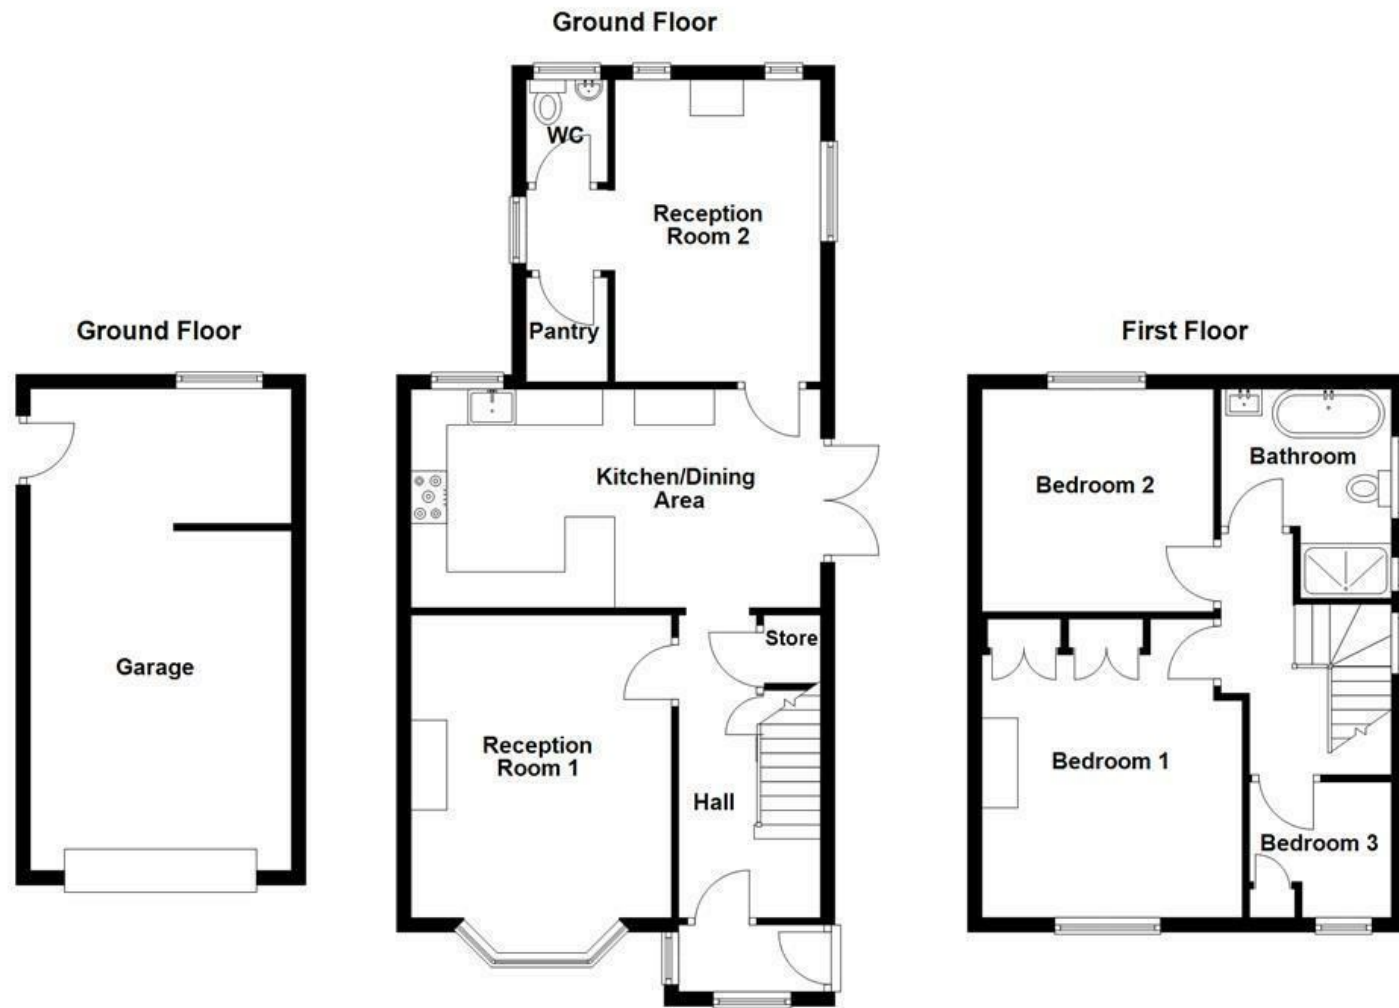 Ground Floor
WC
Reception
Room 2
Pantry
Ground Floor
Kitchen/Dining
Area
Store
Garage
Reception
Room 1
Hall
First Floor
Bathroom
Bedroom 2
Bedroom 1
Bedroom 3